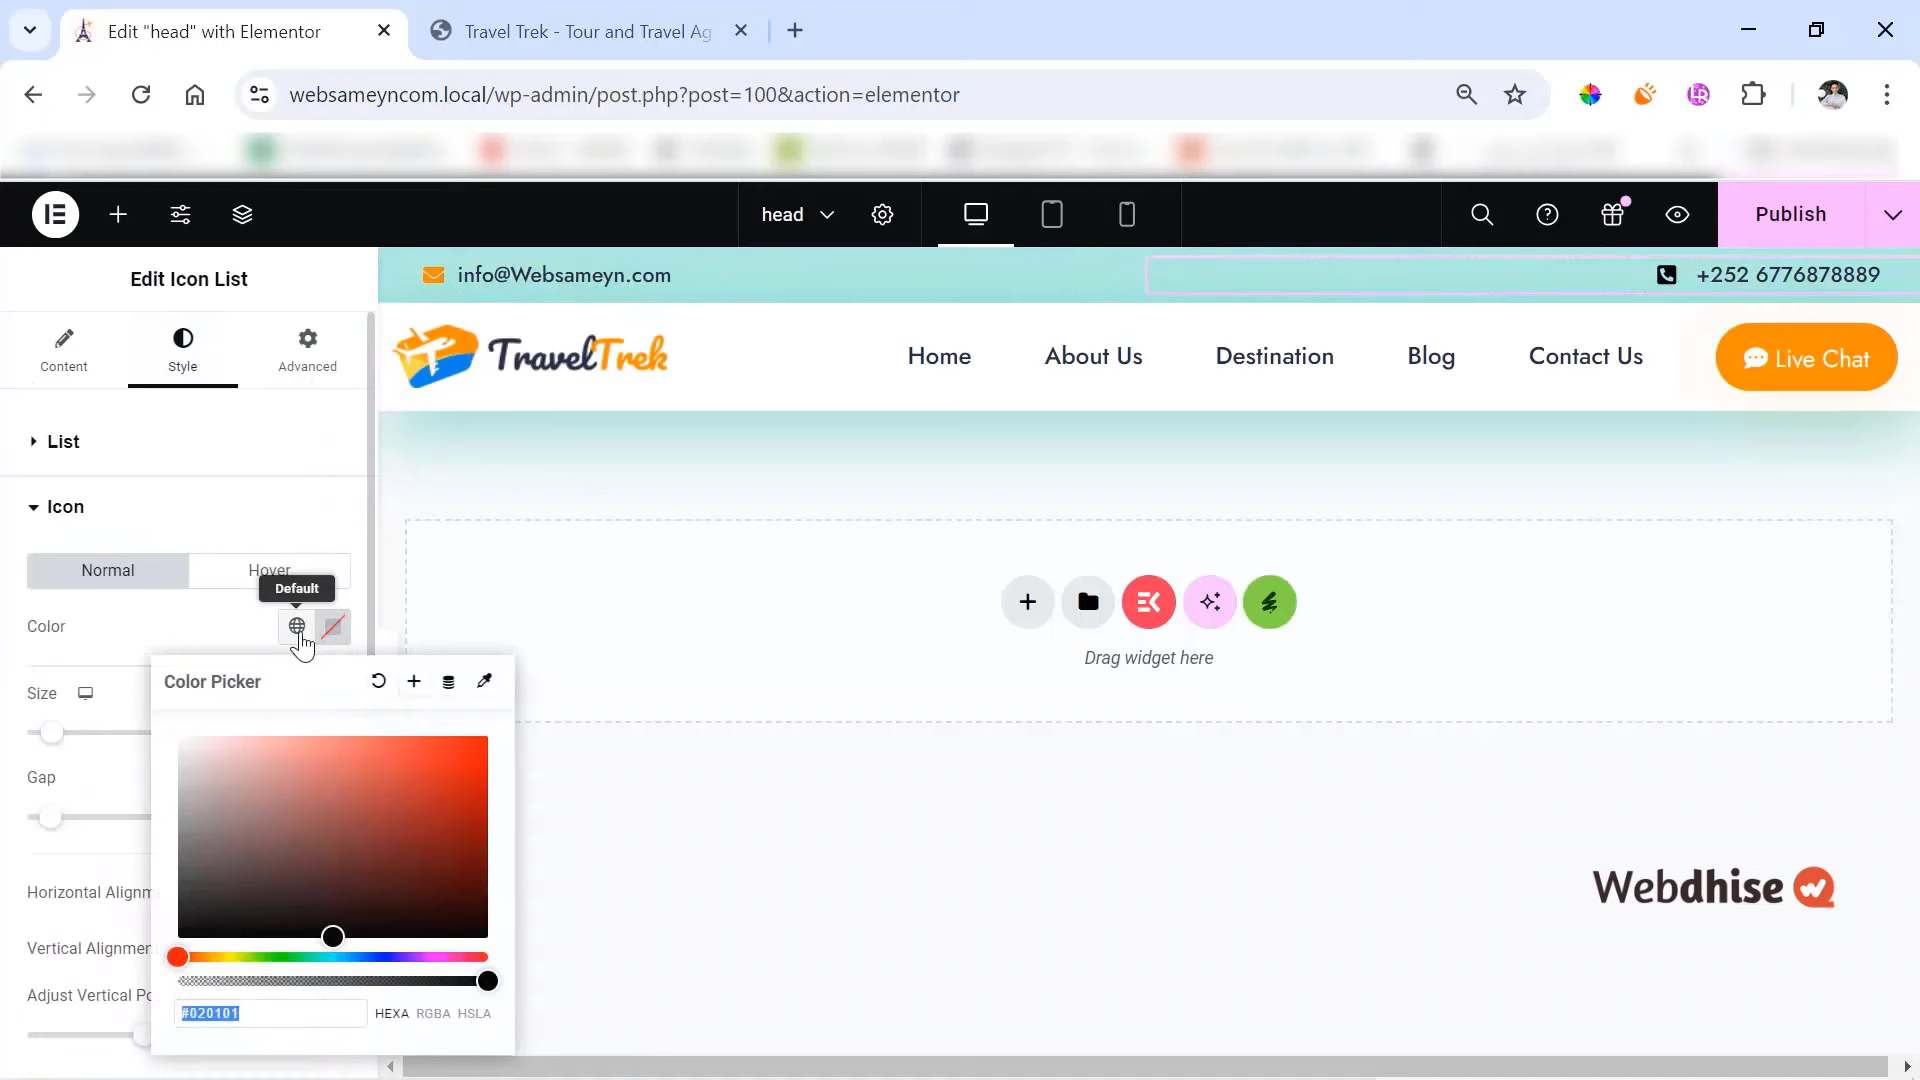 Edit "head" with Elementor
Travel Trek - Tour and Travel Ag
websameyncom.local/wp-admin/post.php?post=100&action=elementor
head
Publish
Edit Icon List
Content
Style
Advanced
List
Icon
Normal
Hover
Default
Color
Size
Gap
Horizontal Alignm
Vertical Alignmen
Adjust Vertical Po
Color Picker
#020101
HEXA RGBA HSLA
info@Websameyn.com
+252 6776878889
TravelTrek
Home
About Us
Destination
Blog
Contact Us
Live Chat
Drag widget here
Webdhise